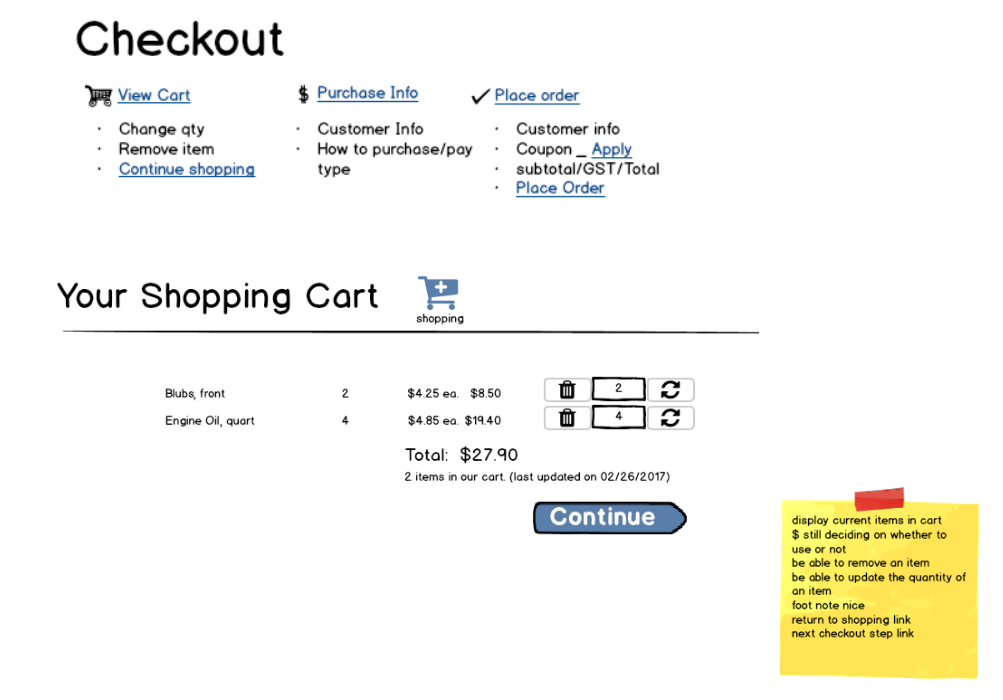 Checkout
View Cart
· Change qty
· Remove item
· Continue shopping
$ Purchase Info
· Customer Info
· How to purchase/pay
type
Place order
· Customer info
· Coupon _ Apply
· subtotal/GST/Total
· Place Order
Your Shopping Cart
shopping
Blubs, front 2 $4.25 ea. $8.50 2
Engine Oil, quart 4 $4.85 ea. $19.40 4
Total: $27.90
2 items in our cart. (last updated on 02/26/2017)
Continue
display current items in cart
$ still deciding on whether to
use or not
be able to remove an item
be able to update the quantity of
an item
foot note nice
return to shopping link
next checkout step link